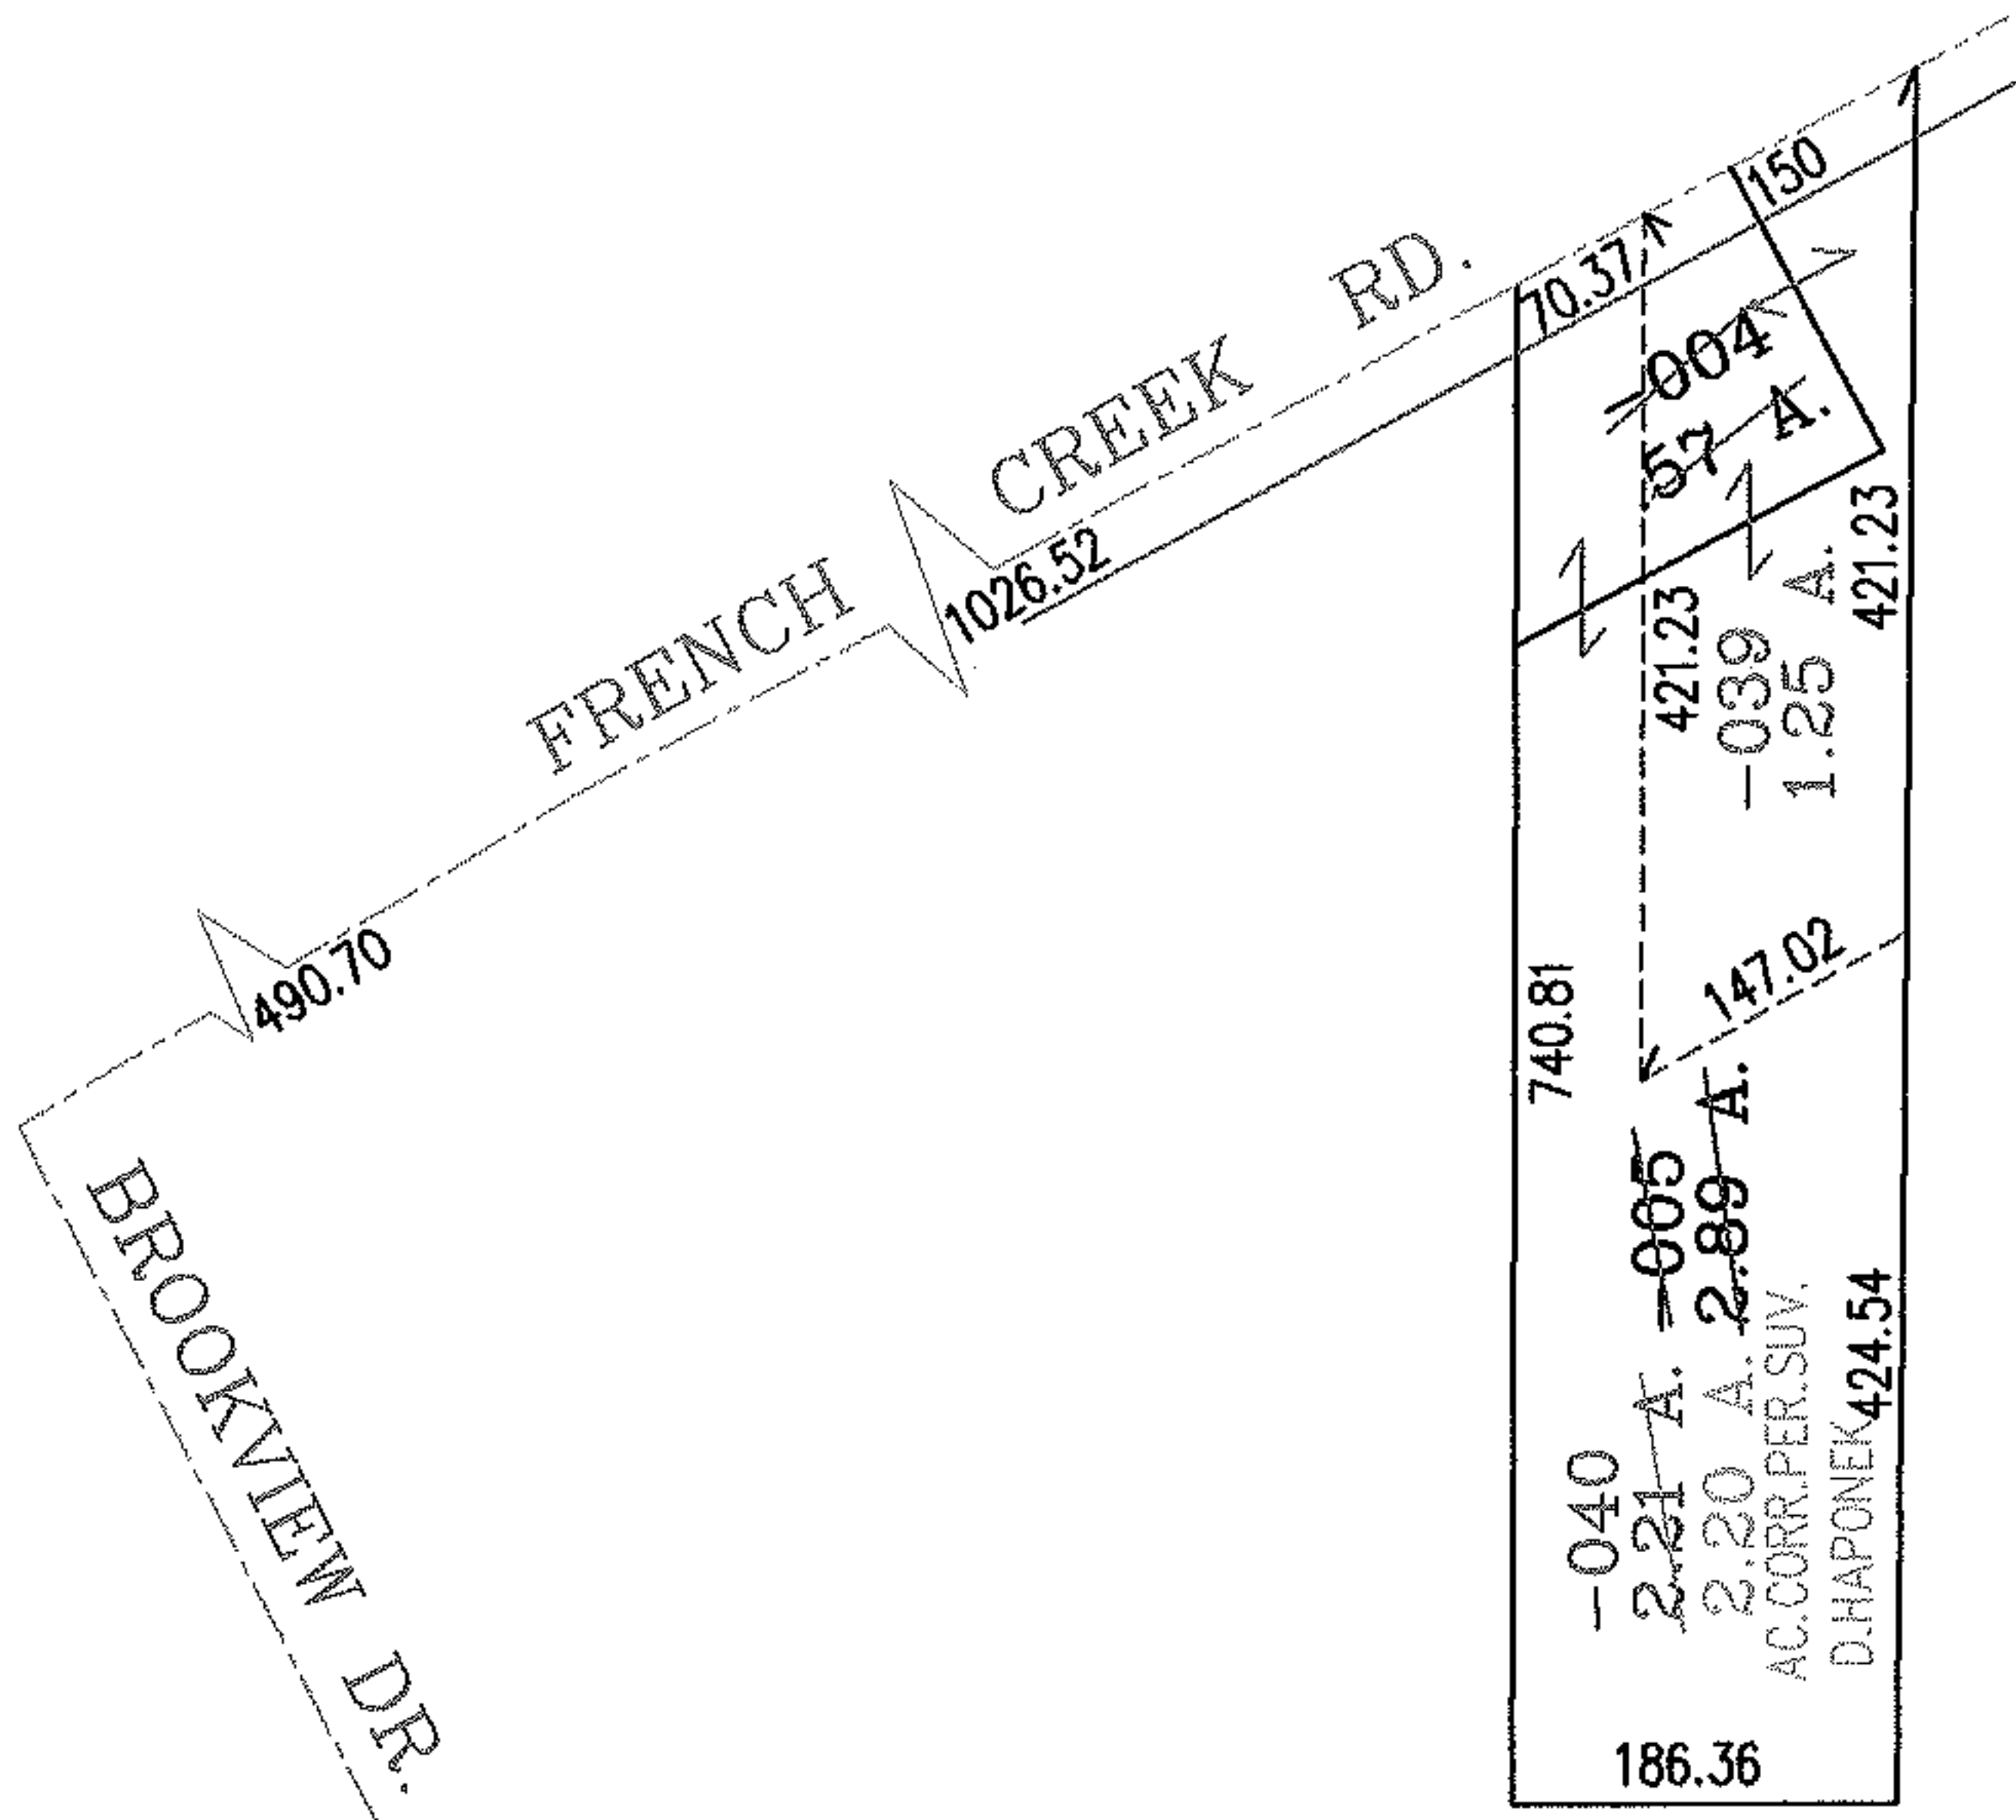 FRENCH CREEK RD.
150
70.37
-004
57 A.
1026.52
421.23
421.23
-039
1.25 A.
490.70
147.02
740.81
-005
2.89 A.
BROOKVIEW DR.
424.54
-040
2.21 A.
2.20 A.
AC.CORR.PER.SUV.
D.HAPONEK
186.36